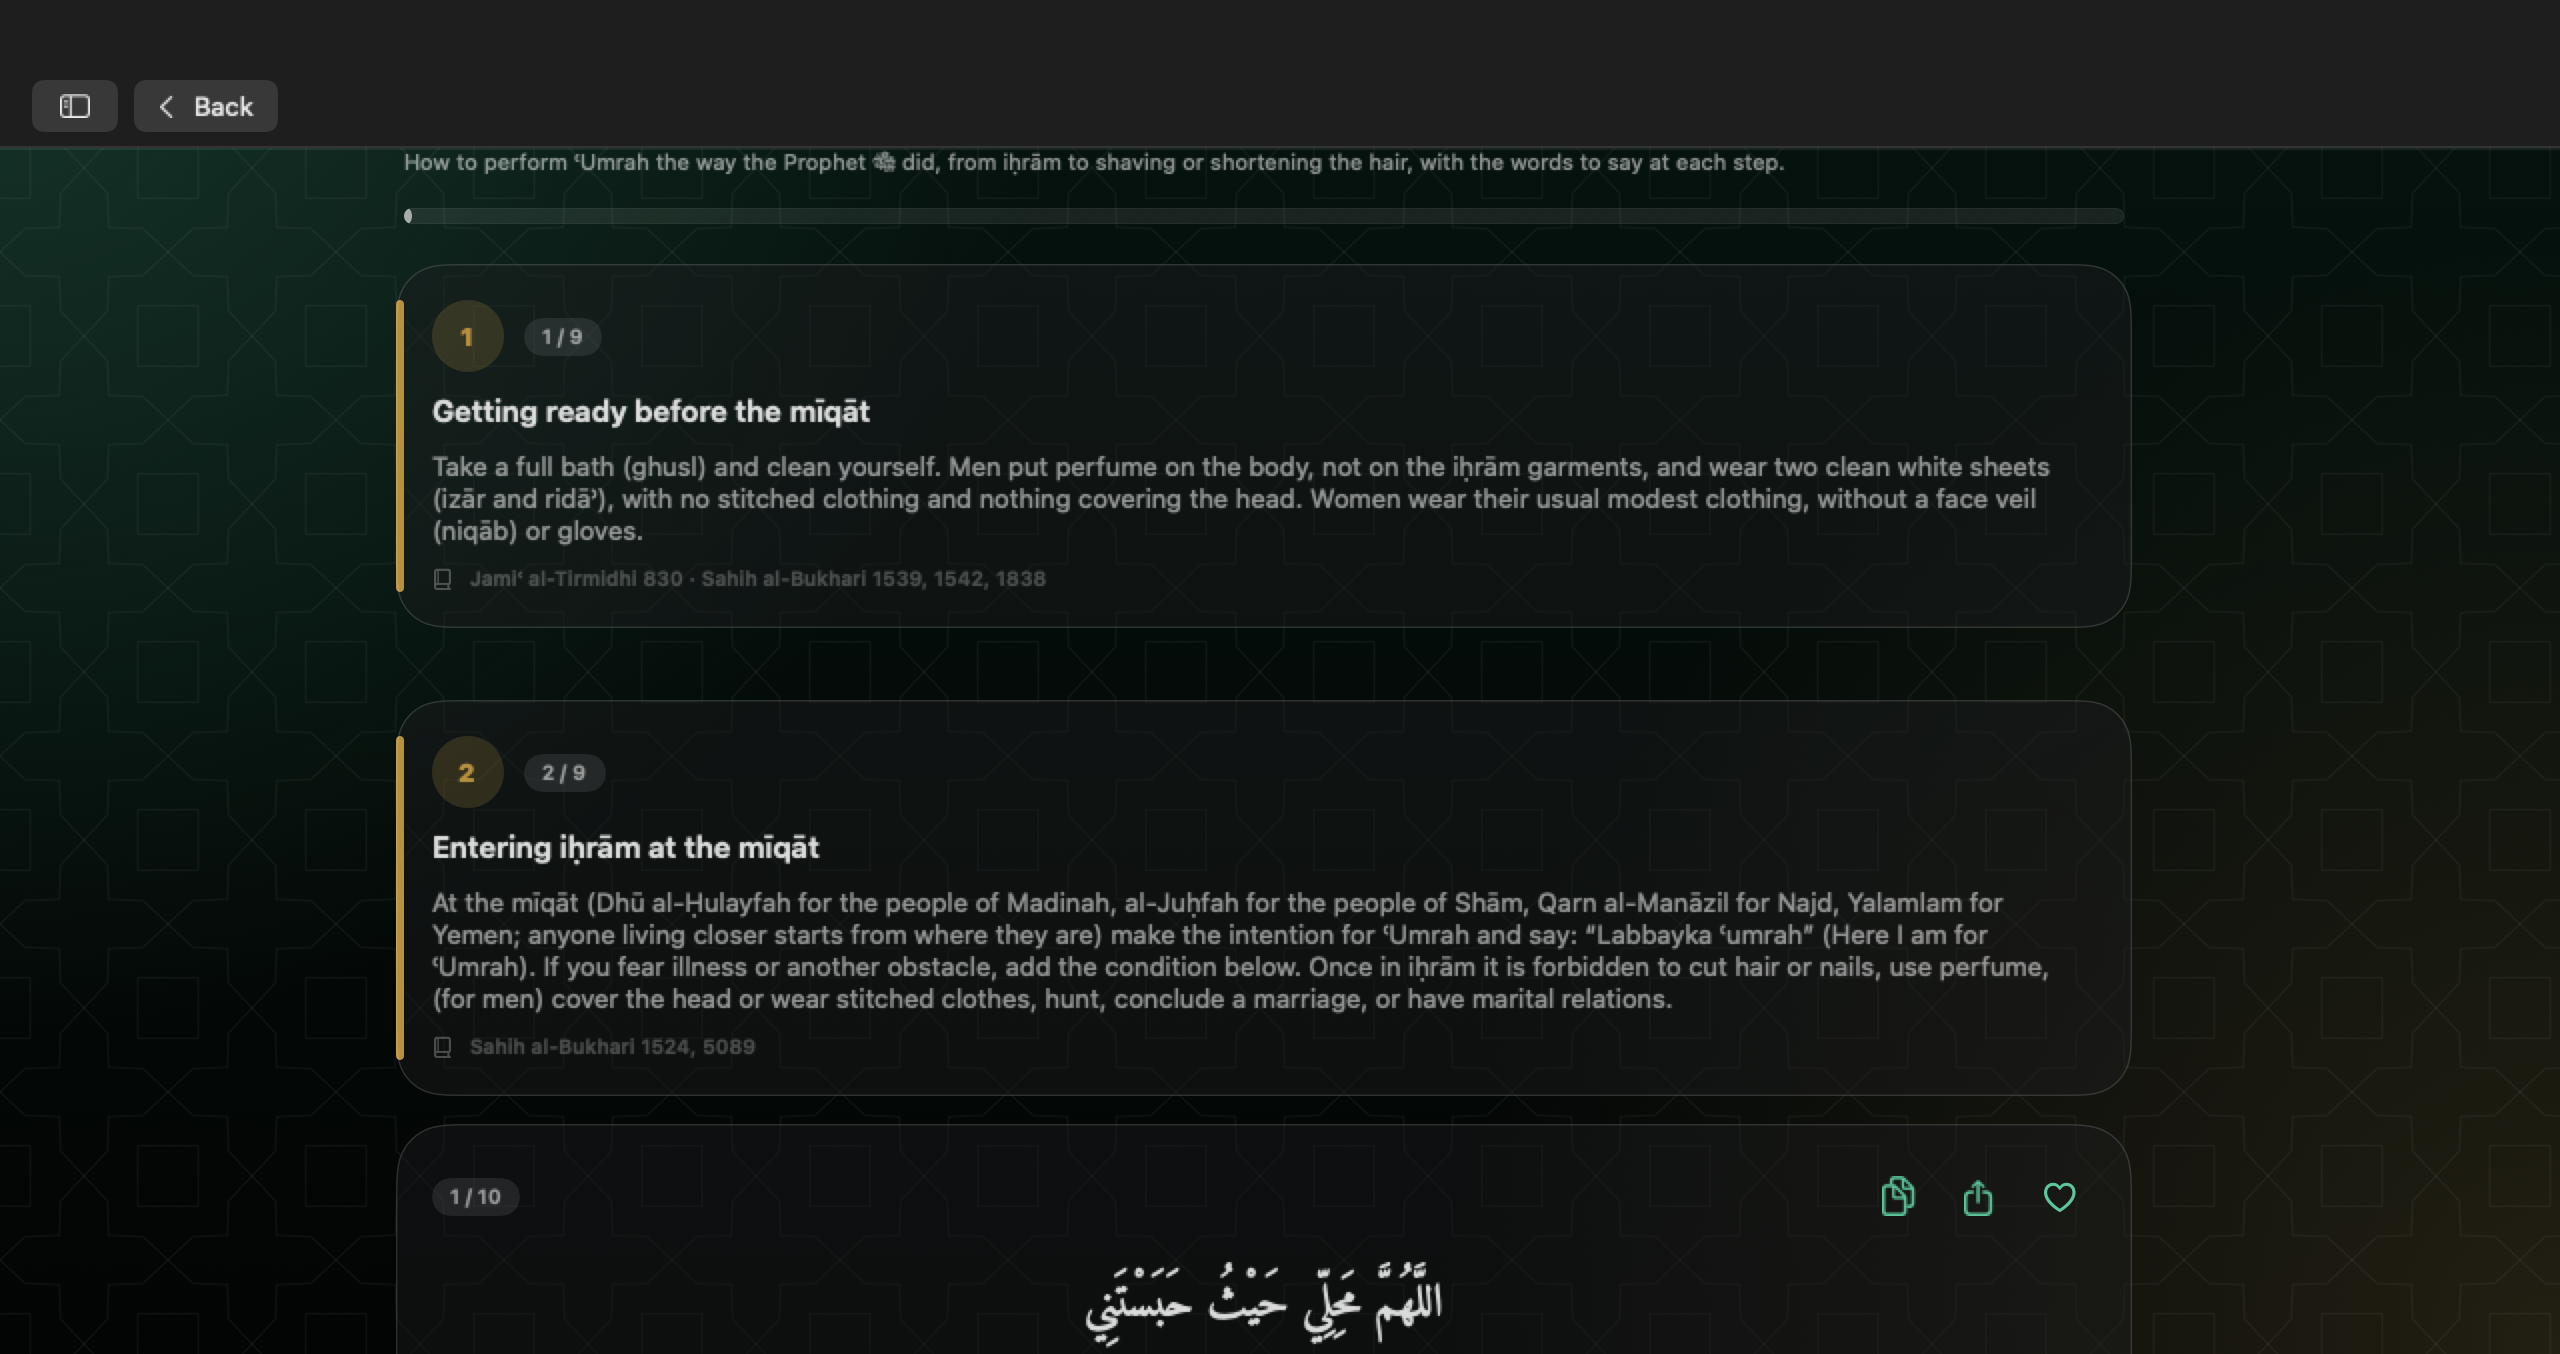 Back
How to perform ʿUmrah the way the Prophet ﷺ did, from iḥrām to shaving or shortening the hair, with the words to say at each step.
1
1 / 9
Getting ready before the mīqāt
Take a full bath (ghusl) and clean yourself. Men put perfume on the body, not on the iḥrām garments, and wear two clean white sheets
(izār and ridāʾ), with no stitched clothing and nothing covering the head. Women wear their usual modest clothing, without a face veil
(niqāb) or gloves.
Jamiʿ al-Tirmidhi 830 · Sahih al-Bukhari 1539, 1542, 1838
2
2 / 9
Entering iḥrām at the mīqāt
At the mīqāt (Dhū al-Ḥulayfah for the people of Madinah, al-Juḥfah for the people of Shām, Qarn al-Manāzil for Najd, Yalamlam for
Yemen; anyone living closer starts from where they are) make the intention for ʿUmrah and say: “Labbayka ʿumrah” (Here I am for
ʿUmrah). If you fear illness or another obstacle, add the condition below. Once in iḥrām it is forbidden to cut hair or nails, use perfume,
(for men) cover the head or wear stitched clothes, hunt, conclude a marriage, or have marital relations.
Sahih al-Bukhari 1524, 5089
1 / 10
اللَّهُمَّ مَحِلِّي حَيْثُ حَبَسْتَنِي